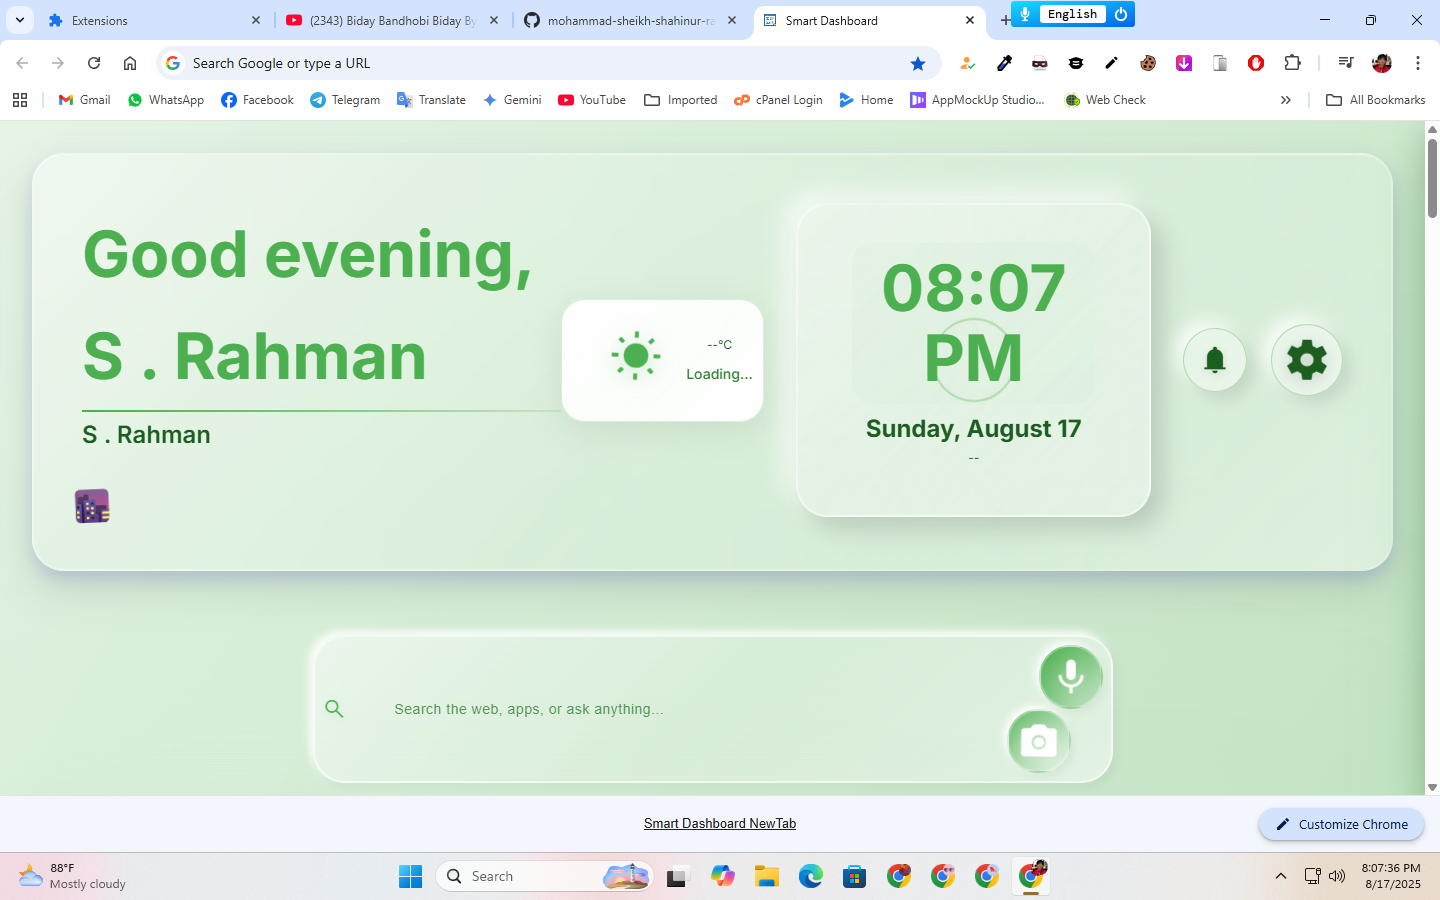 Extensions
(2343) Biday Bandhobi Biday By
mohammad-sheikh-shahinur-ra
Smart Dashboard
English
Search Google or type a URL
Gmail
WhatsApp
Facebook
Telegram
Translate
Gemini
YouTube
Imported
cPanel Login
Home
AppMockUp Studio...
Web Check
All Bookmarks
Good evening,
S . Rahman
S . Rahman
--°C
Loading...
08:07
PM
Sunday, August 17
--
Search the web, apps, or ask anything...
Smart Dashboard NewTab
Customize Chrome
88°F
Mostly cloudy
Search
8:07:36 PM
8/17/2025